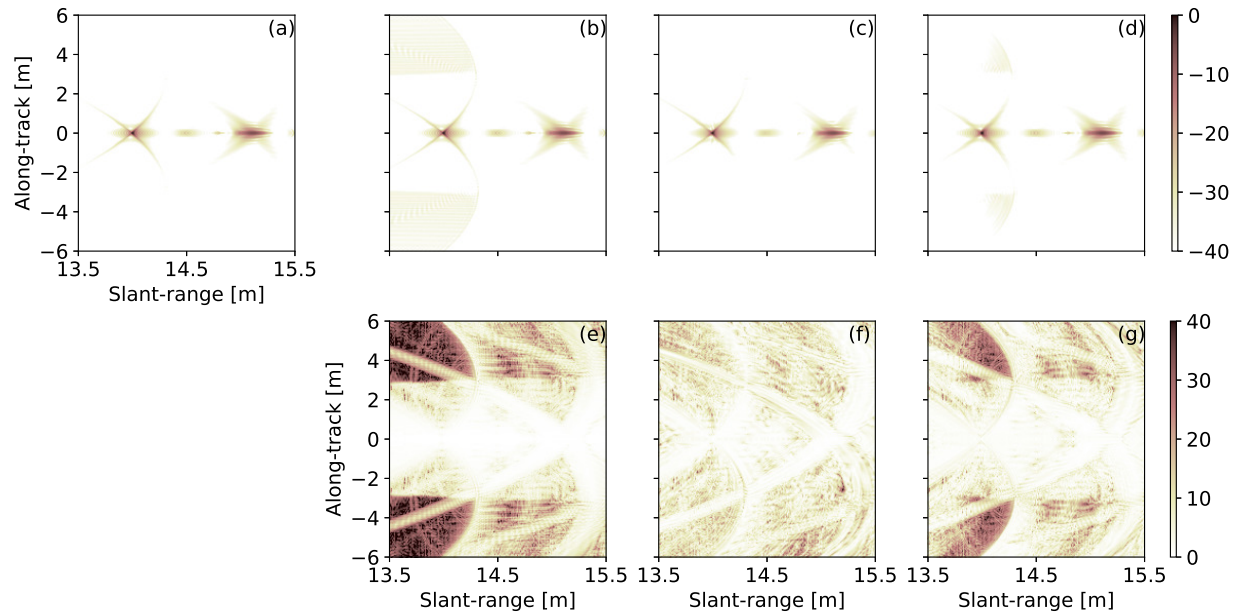 6
4
2
0
−2
−4
−6
Along-track [m]
13.5 14.5 15.5
Slant-range [m]
(a)
(b)
(c)
(d)
0
−10
−20
−30
−40
6
4
2
0
−2
−4
−6
Along-track [m]
(e)
(f)
(g)
40
30
20
10
0
13.5 14.5 15.5 13.5 14.5 15.5 13.5 14.5 15.5
Slant-range [m] Slant-range [m] Slant-range [m]